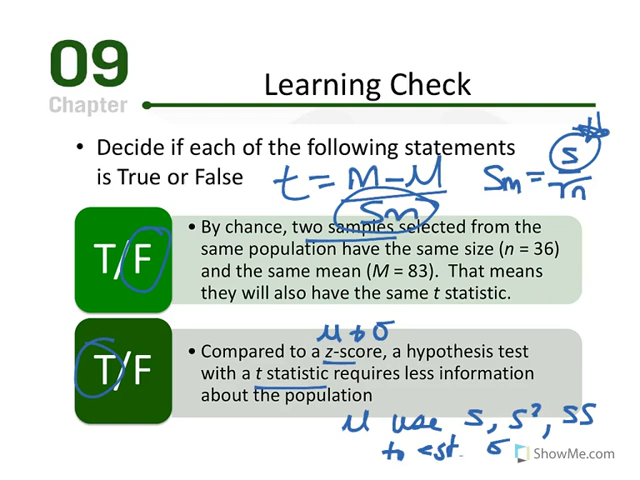 09
Chapter
Learning Check
• Decide if each of the following statements
is True or False
t = M - μ / sm
sm = s / √n
T/F
• By chance, two samples selected from the
same population have the same size (n = 36)
and the same mean (M = 83). That means
they will also have the same t statistic.
μ + σ
T/F
• Compared to a z-score, a hypothesis test
with a t statistic requires less information
about the population
μ use s, s², SS
to est. σ
ShowMe.com